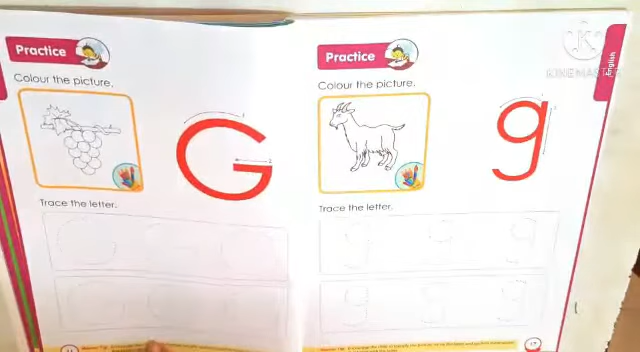 Practice
Colour the picture.
G
Trace the letter.
Practice
Colour the picture.
g
Trace the letter.
English
KINEMASTER